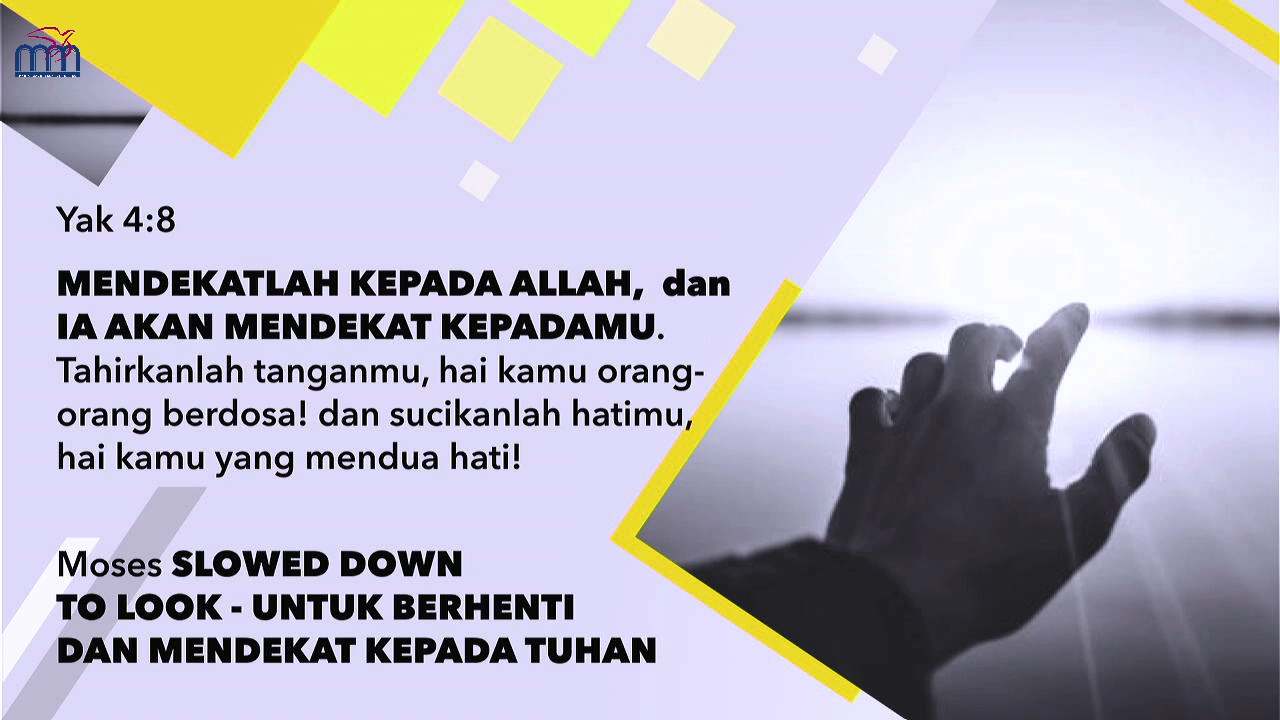 Yak 4:8
MENDEKATLAH KEPADA ALLAH, dan
IA AKAN MENDEKAT KEPADAMU.
Tahirkanlah tanganmu, hai kamu orang-
orang berdosa! dan sucikanlah hatimu,
hai kamu yang mendua hati!
Moses SLOWED DOWN
TO LOOK - UNTUK BERHENTI
DAN MENDEKAT KEPADA TUHAN